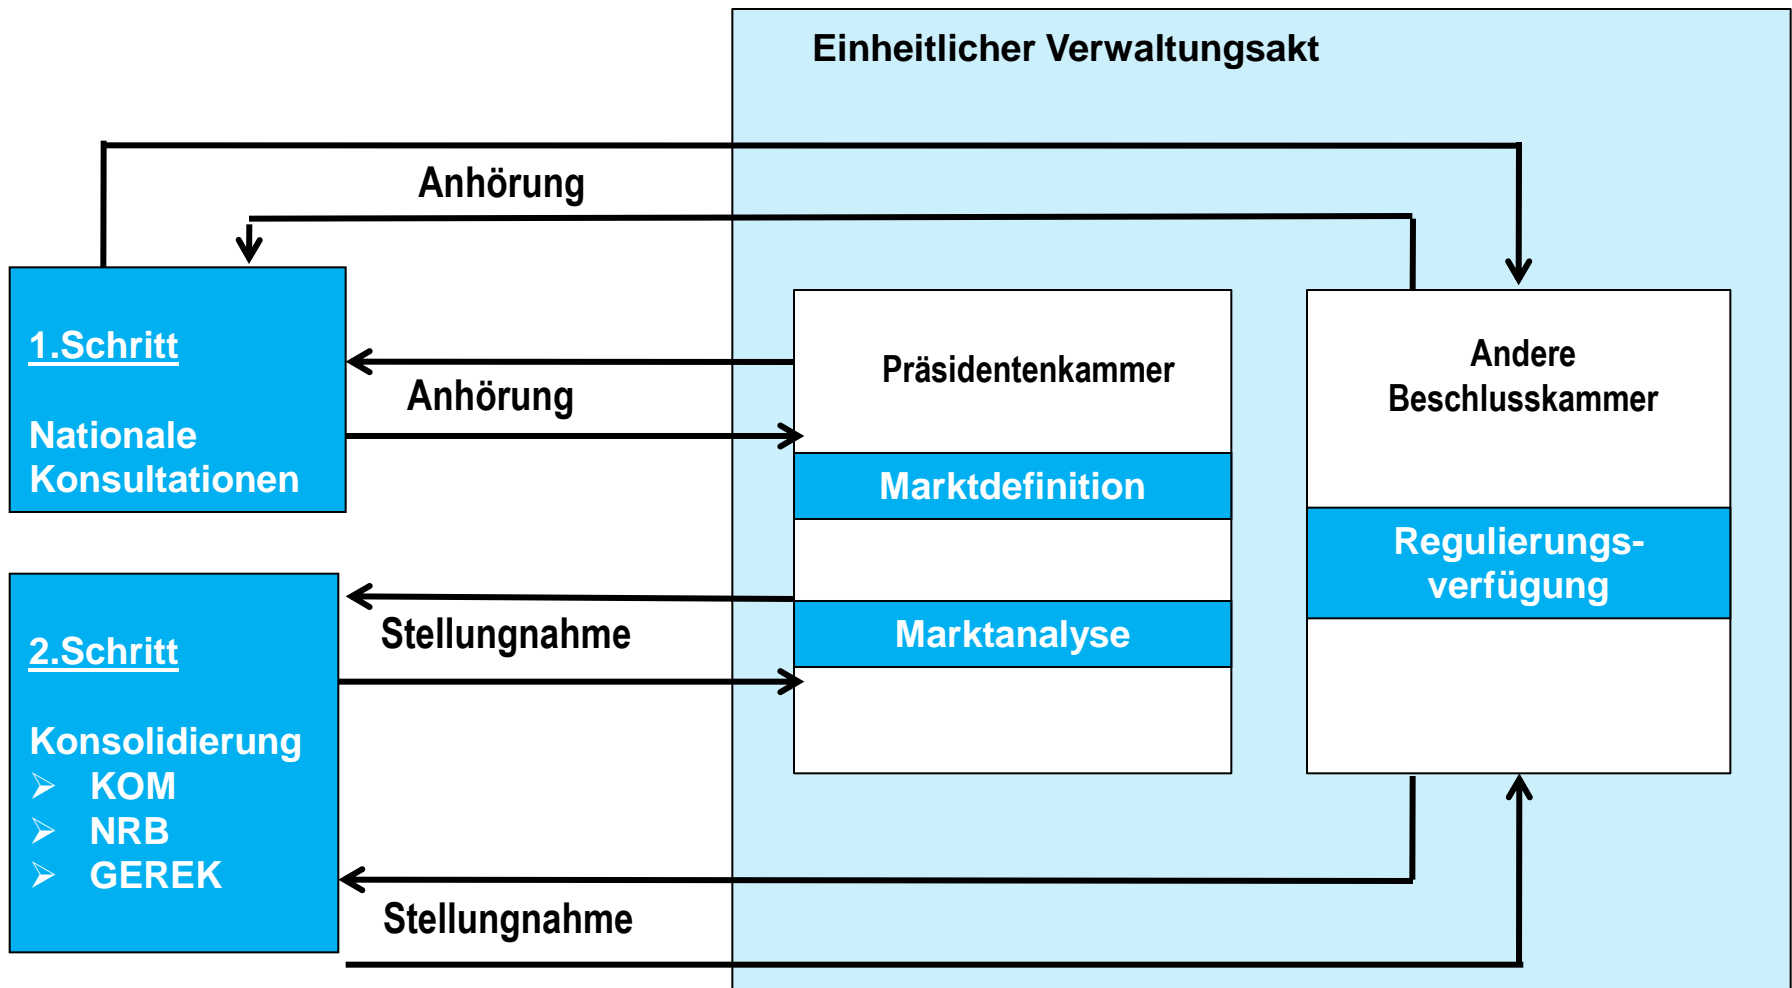 Einheitlicher Verwaltungsakt
Anhörung
1.Schritt
Nationale
Konsultationen
Anhörung
Präsidentenkammer
Marktdefinition
Marktanalyse
Andere
Beschlusskammer
Regulierungs-
verfügung
2.Schritt
Konsolidierung
➢ KOM
➢ NRB
➢ GEREK
Stellungnahme
Stellungnahme